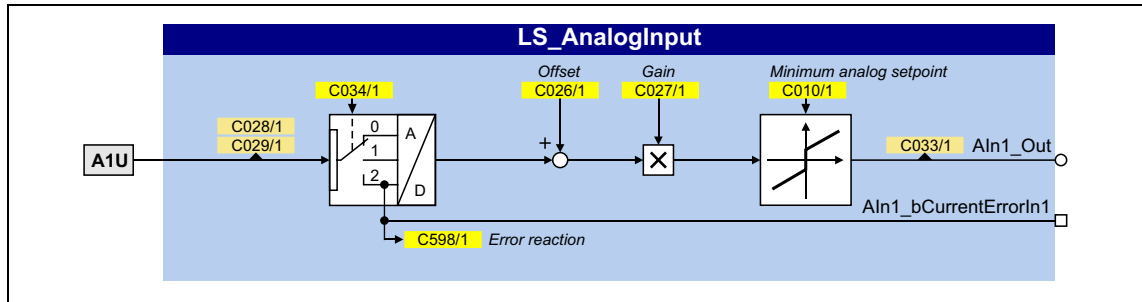 LS_AnalogInput
Offset
Gain
Minimum analog setpoint
C034/1
C026/1
C027/1
C010/1
C028/1
C029/1
0
A
1
2
D
A1U
+
C033/1
AIn1_Out
AIn1_bCurrentErrorIn1
C598/1 Error reaction